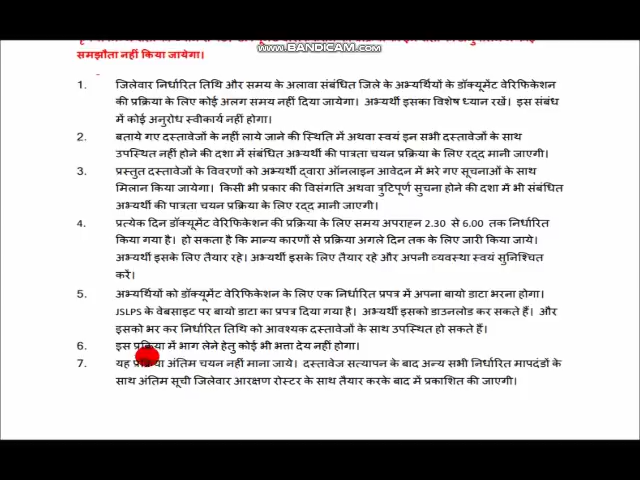 www.BANDICAM.com
समझौता नहीं किया जायेगा।
1. जिलेवार निर्धारित तिथि और समय के अलावा संबंधित जिले के अभ्यर्थियों के डॉक्यूमेंट वेरिफिकेशन
की प्रक्रिया के लिए कोई अलग समय नहीं दिया जायेगा। अभ्यर्थी इसका विशेष ध्यान रखें। इस संबंध
में कोई अनुरोध स्वीकार्य नहीं होगा।
2. बताये गए दस्तावेजों के नहीं लाये जाने की स्थिति में अथवा स्वयं इन सभी दस्तावेजों के साथ
उपस्थित नहीं होने की दशा में संबंधित अभ्यर्थी की पात्रता चयन प्रक्रिया के लिए रद्द मानी जाएगी।
3. प्रस्तुत दस्तावेजों के विवरणों को अभ्यर्थी द्वारा ऑनलाइन आवेदन में भरे गए सूचनाओं के साथ
मिलान किया जायेगा। किसी भी प्रकार की विसंगति अथवा त्रुटिपूर्ण सुचना होने की दशा में भी संबंधित
अभ्यर्थी की पात्रता चयन प्रक्रिया के लिए रद्द मानी जाएगी।
4. प्रत्येक दिन डॉक्यूमेंट वेरिफिकेशन की प्रक्रिया के लिए समय अपराह्न 2.30 से 6.00 तक निर्धारित
किया गया है। हो सकता है कि मान्य कारणों से प्रक्रिया अगले दिन तक के लिए जारी किया जाये।
अभ्यर्थी इसके लिए तैयार रहे। अभ्यर्थी इसके लिए तैयार रहे और अपनी व्यवस्था स्वयं सुनिश्चित
करें।
5. अभ्यर्थियों को डॉक्यूमेंट वेरिफिकेशन के लिए एक निर्धारित प्रपत्र में अपना बायो डाटा भरना होगा।
JSLPS के वेबसाइट पर बायो डाटा का प्रपत्र दिया गया है। अभ्यर्थी इसको डाउनलोड कर सकते हैं। और
इसको भर कर निर्धारित तिथि को आवश्यक दस्तावेजों के साथ उपस्थित हो सकते हैं।
6. इस प्रक्रिया में भाग लेने हेतु कोई भी भत्ता देय नहीं होगा।
7. यह प्रक्रिया अंतिम चयन नहीं माना जाये। दस्तावेज सत्यापन के बाद अन्य सभी निर्धारित मापदंडों के
साथ अंतिम सूची जिलेवार आरक्षण रोस्टर के साथ तैयार करके बाद में प्रकाशित की जाएगी।